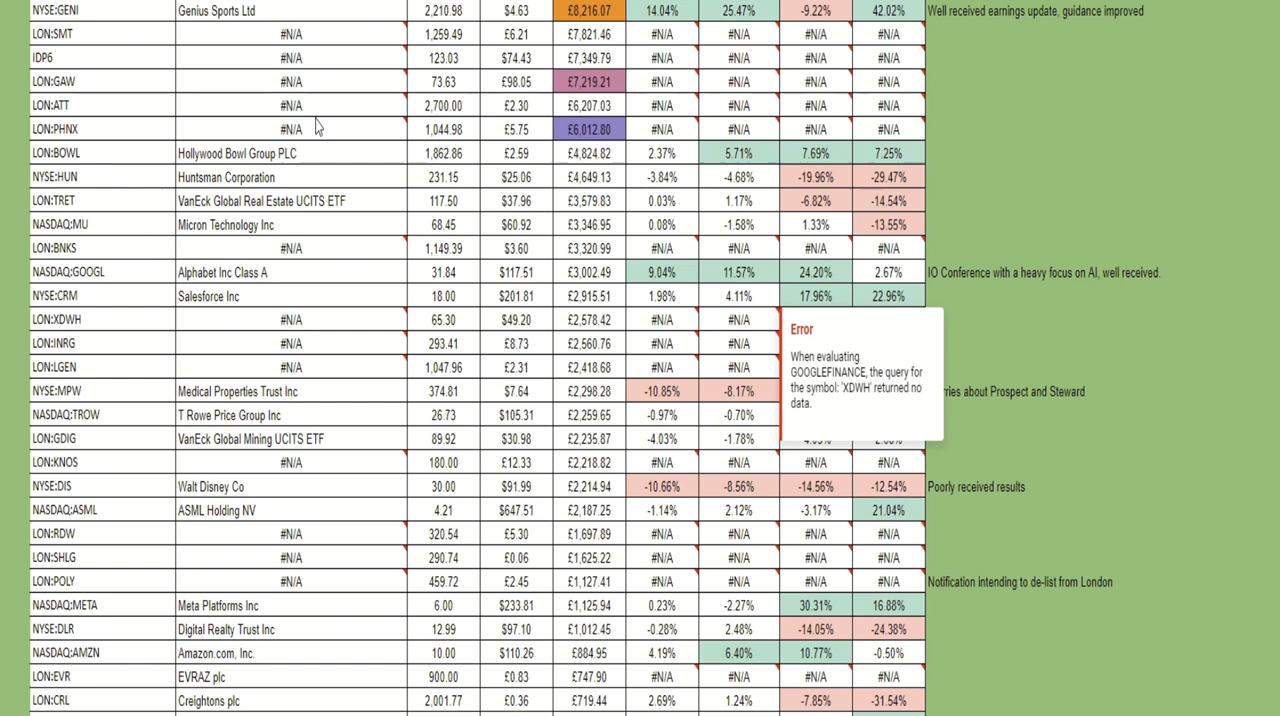 NYSE:GENI Genius Sports Ltd 2,210.98 $4.63 £8,216.07 14.04% 25.47% -9.22% 42.02% Well received earnings update, guidance improved
LON:SMT #N/A 1,259.49 £6.21 £7,821.46 #N/A #N/A #N/A #N/A
IDP6 #N/A 123.03 $74.43 £7,349.79 #N/A #N/A #N/A #N/A
LON:GAW #N/A 73.63 £98.05 £7,219.21 #N/A #N/A #N/A #N/A
LON:ATT #N/A 2,700.00 £2.30 £6,207.03 #N/A #N/A #N/A #N/A
LON:PHNX #N/A 1,044.98 £5.75 £6,012.80 #N/A #N/A #N/A #N/A
LON:BOWL Hollywood Bowl Group PLC 1,862.86 £2.59 £4,824.82 2.37% 5.71% 7.69% 7.25%
NYSE:HUN Huntsman Corporation 231.15 $25.06 £4,649.13 -3.84% -4.68% -19.96% -29.47%
LON:TRET VanEck Global Real Estate UCITS ETF 117.50 $37.96 £3,579.83 0.03% 1.17% -6.82% -14.54%
NASDAQ:MU Micron Technology Inc 68.45 $60.92 £3,346.95 0.08% -1.58% 1.33% -13.55%
LON:BNKS #N/A 1,149.39 $3.60 £3,320.99 #N/A #N/A #N/A #N/A
NASDAQ:GOOGL Alphabet Inc Class A 31.84 $117.51 £3,002.49 9.04% 11.57% 24.20% 2.67% IO Conference with a heavy focus on AI, well received.
NYSE:CRM Salesforce Inc 18.00 $201.81 £2,915.51 1.98% 4.11% 17.96% 22.96%
LON:XDWH #N/A 65.30 $49.20 £2,578.42 #N/A #N/A
LON:INRG #N/A 293.41 £8.73 £2,560.76 #N/A #N/A
LON:LGEN #N/A 1,047.96 £2.31 £2,418.68 #N/A #N/A
Error
When evaluating
GOOGLEFINANCE, the query for
the symbol: 'XDWH' returned no
data.
NYSE:MPW Medical Properties Trust Inc 374.81 $7.64 £2,298.28 -10.85% -8.17% rries about Prospect and Steward
NASDAQ:TROW T Rowe Price Group Inc 26.73 $105.31 £2,259.65 -0.97% -0.70%
LON:GDIG VanEck Global Mining UCITS ETF 89.92 $30.98 £2,235.87 -4.03% -1.78%
LON:KNOS #N/A 180.00 £12.33 £2,218.82 #N/A #N/A #N/A #N/A
NYSE:DIS Walt Disney Co 30.00 $91.99 £2,214.94 -10.66% -8.56% -14.56% -12.54% Poorly received results
NASDAQ:ASML ASML Holding NV 4.21 $647.51 £2,187.25 -1.14% 2.12% -3.17% 21.04%
LON:RDW #N/A 320.54 £5.30 £1,697.89 #N/A #N/A #N/A #N/A
LON:SHLG #N/A 290.74 £0.06 £1,625.22 #N/A #N/A #N/A #N/A
LON:POLY #N/A 459.72 £2.45 £1,127.41 #N/A #N/A #N/A #N/A Notification intending to de-list from London
NASDAQ:META Meta Platforms Inc 6.00 $233.81 £1,125.94 0.23% -2.27% 30.31% 16.88%
NYSE:DLR Digital Realty Trust Inc 12.99 $97.10 £1,012.45 -0.28% 2.48% -14.05% -24.38%
NASDAQ:AMZN Amazon.com, Inc. 10.00 $110.26 £884.95 4.19% 6.40% 10.77% -0.50%
LON:EVR EVRAZ plc 900.00 £0.83 £747.90 #N/A #N/A #N/A #N/A
LON:CRL Creightons plc 2,001.77 £0.36 £719.44 2.69% 1.24% -7.85% -31.54%